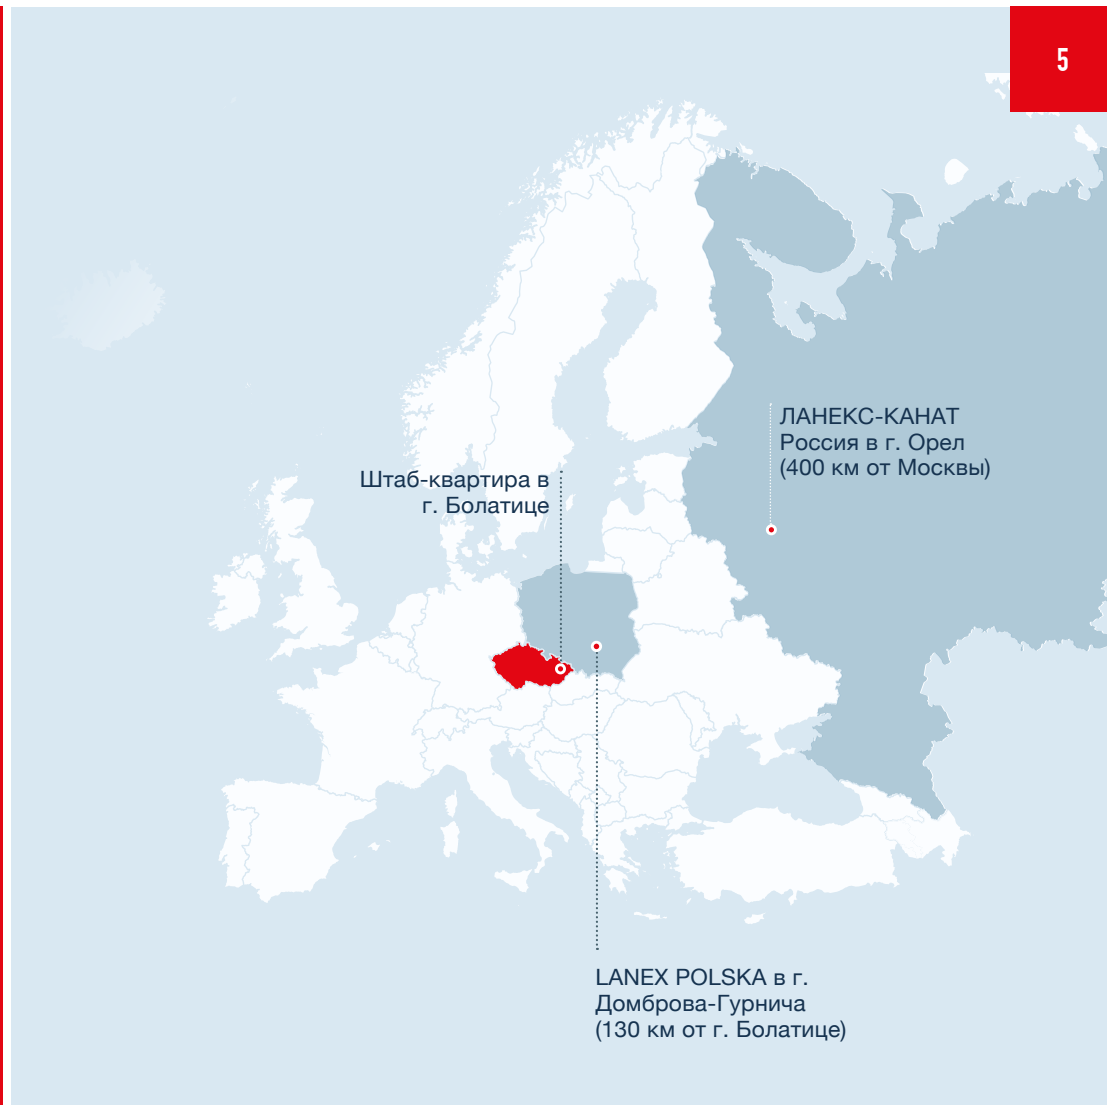 5
ЛАНЕКС-КАНАТ
Россия в г. Орел
(400 км от Москвы)
Штаб-квартира в
г. Болатице
LANEX POLSKA в г.
Домброва-Гурнича
(130 км от г. Болатице)